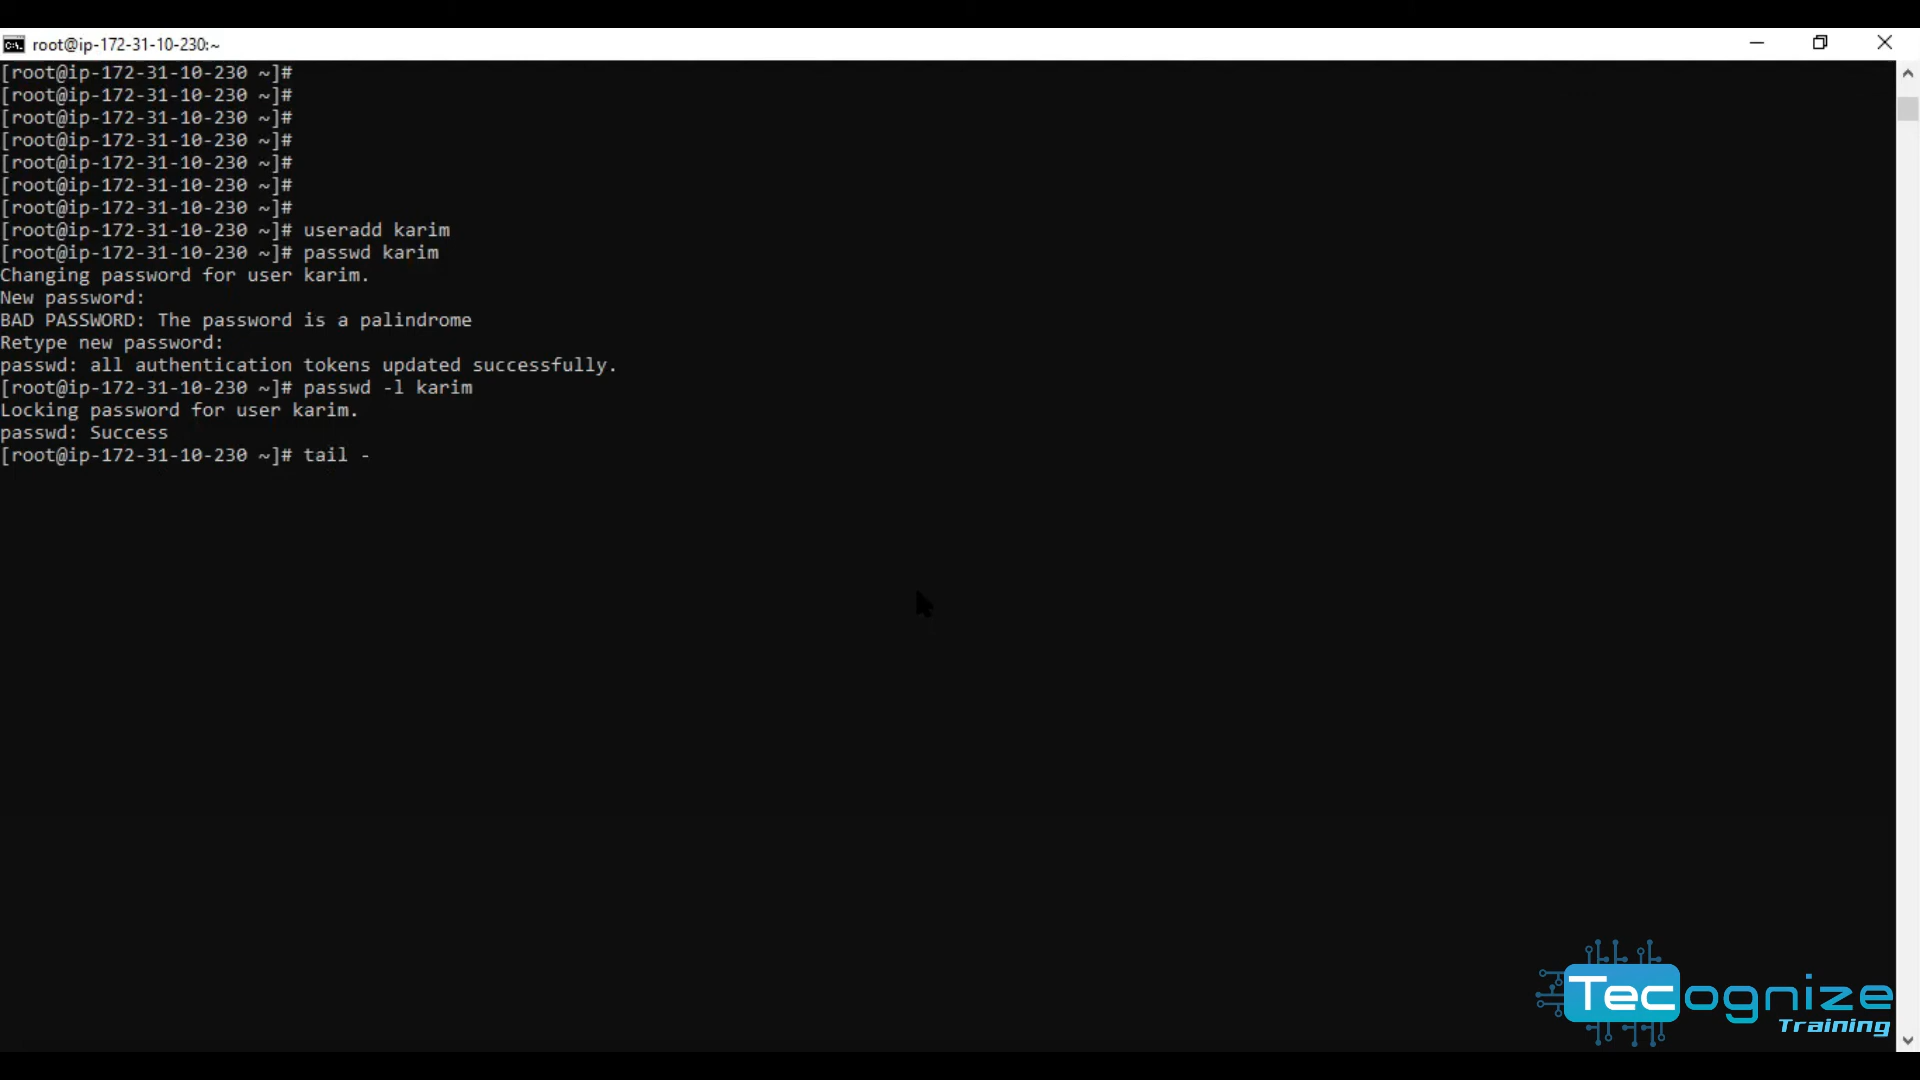 root@ip-172-31-10-230:~
[root@ip-172-31-10-230 ~]#
[root@ip-172-31-10-230 ~]#
[root@ip-172-31-10-230 ~]#
[root@ip-172-31-10-230 ~]#
[root@ip-172-31-10-230 ~]#
[root@ip-172-31-10-230 ~]#
[root@ip-172-31-10-230 ~]#
[root@ip-172-31-10-230 ~]# useradd karim
[root@ip-172-31-10-230 ~]# passwd karim
Changing password for user karim.
New password:
BAD PASSWORD: The password is a palindrome
Retype new password:
passwd: all authentication tokens updated successfully.
[root@ip-172-31-10-230 ~]# passwd -l karim
Locking password for user karim.
passwd: Success
[root@ip-172-31-10-230 ~]# tail -
Tecognize
Training